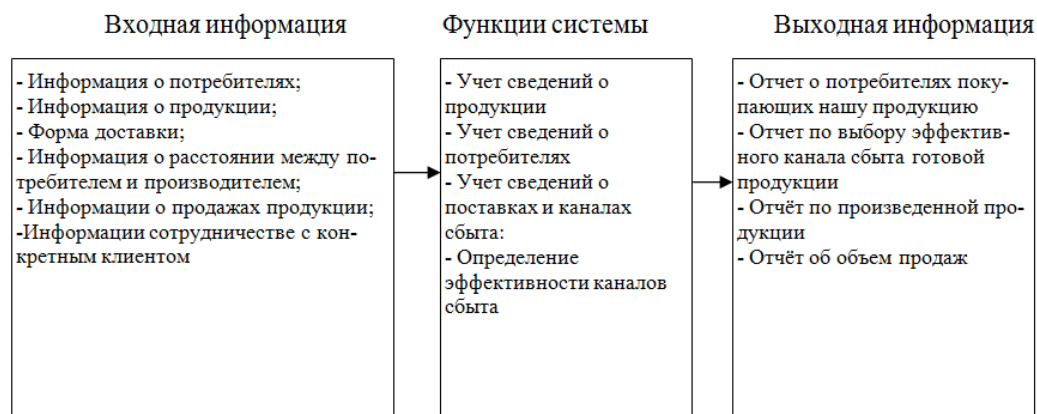 Входная информация
Функции системы
Выходная информация
- Информация о потребителях;
- Информация о продукции;
- Форма доставки;
- Информация о расстоянии между по-
требителем и производителем;
- Информации о продажах продукции;
-Информации сотрудничестве с кон-
кретным клиентом
- Учет сведений о
продукции
- Учет сведений о
потребителях
- Учет сведений о
поставках и каналах
сбыта:
- Определение
эффективности каналов
сбыта
- Отчет о потребителях поку-
пающих нашу продукцию
- Отчет по выбору эффектив-
ного канала сбыта готовой
продукции
- Отчёт по произведенной про-
дукции
- Отчёт об объем продаж